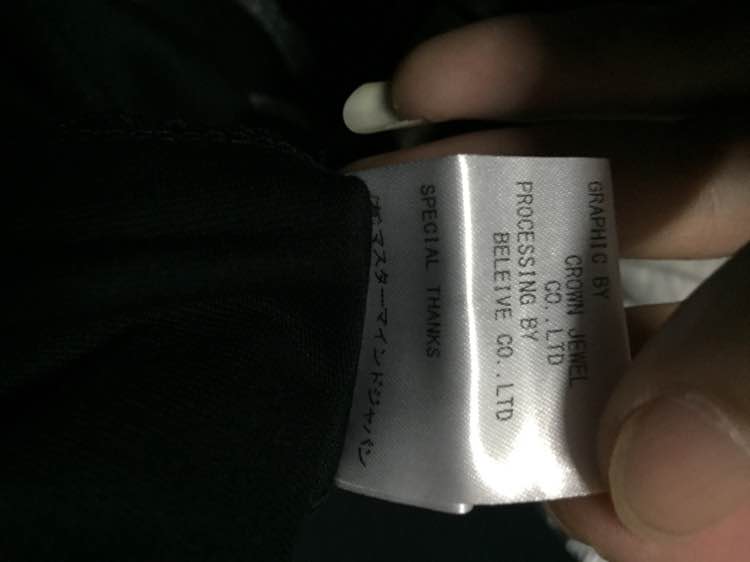 GRAPHIC BY
CROWN JEWEL
CO.,LTD
PROCESSING BY
BELEIVE CO.,LTD
SPECIAL THANKS
マスターマインドジャパン